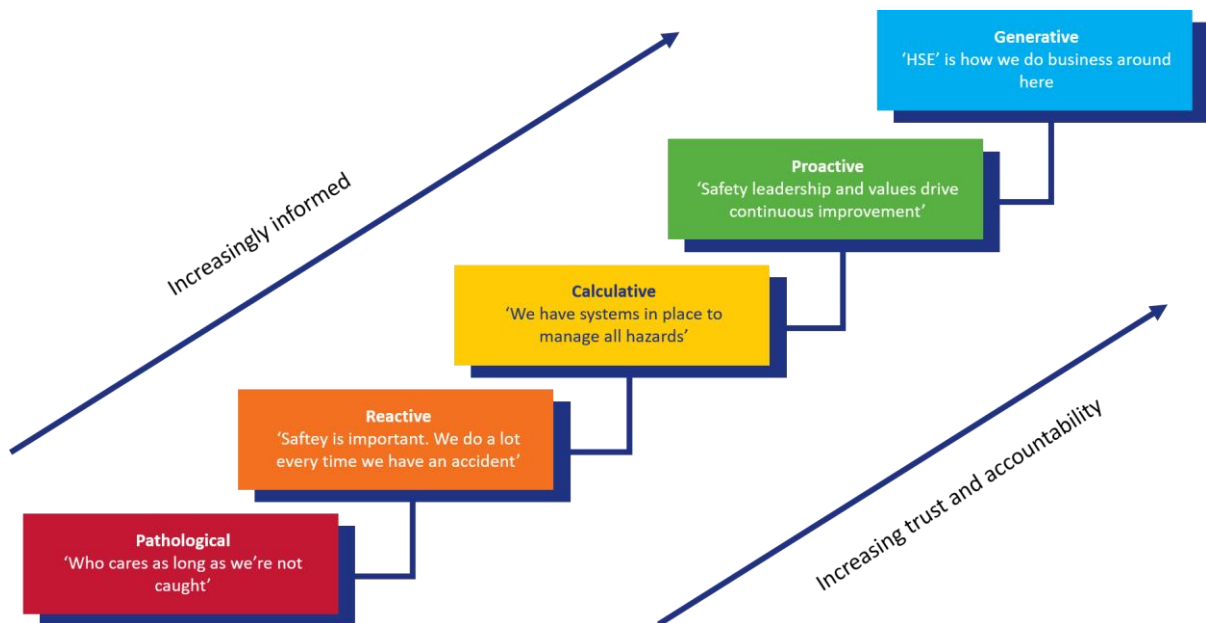 Generative
‘HSE’ is how we do business around
here
Proactive
‘Safety leadership and values drive
continuous improvement’
Increasingly informed
Calculative
‘We have systems in place to
manage all hazards’
Reactive
‘Saftey is important. We do a lot
every time we have an accident’
Increasing trust and accountability
Pathological
‘Who cares as long as we’re not
caught’